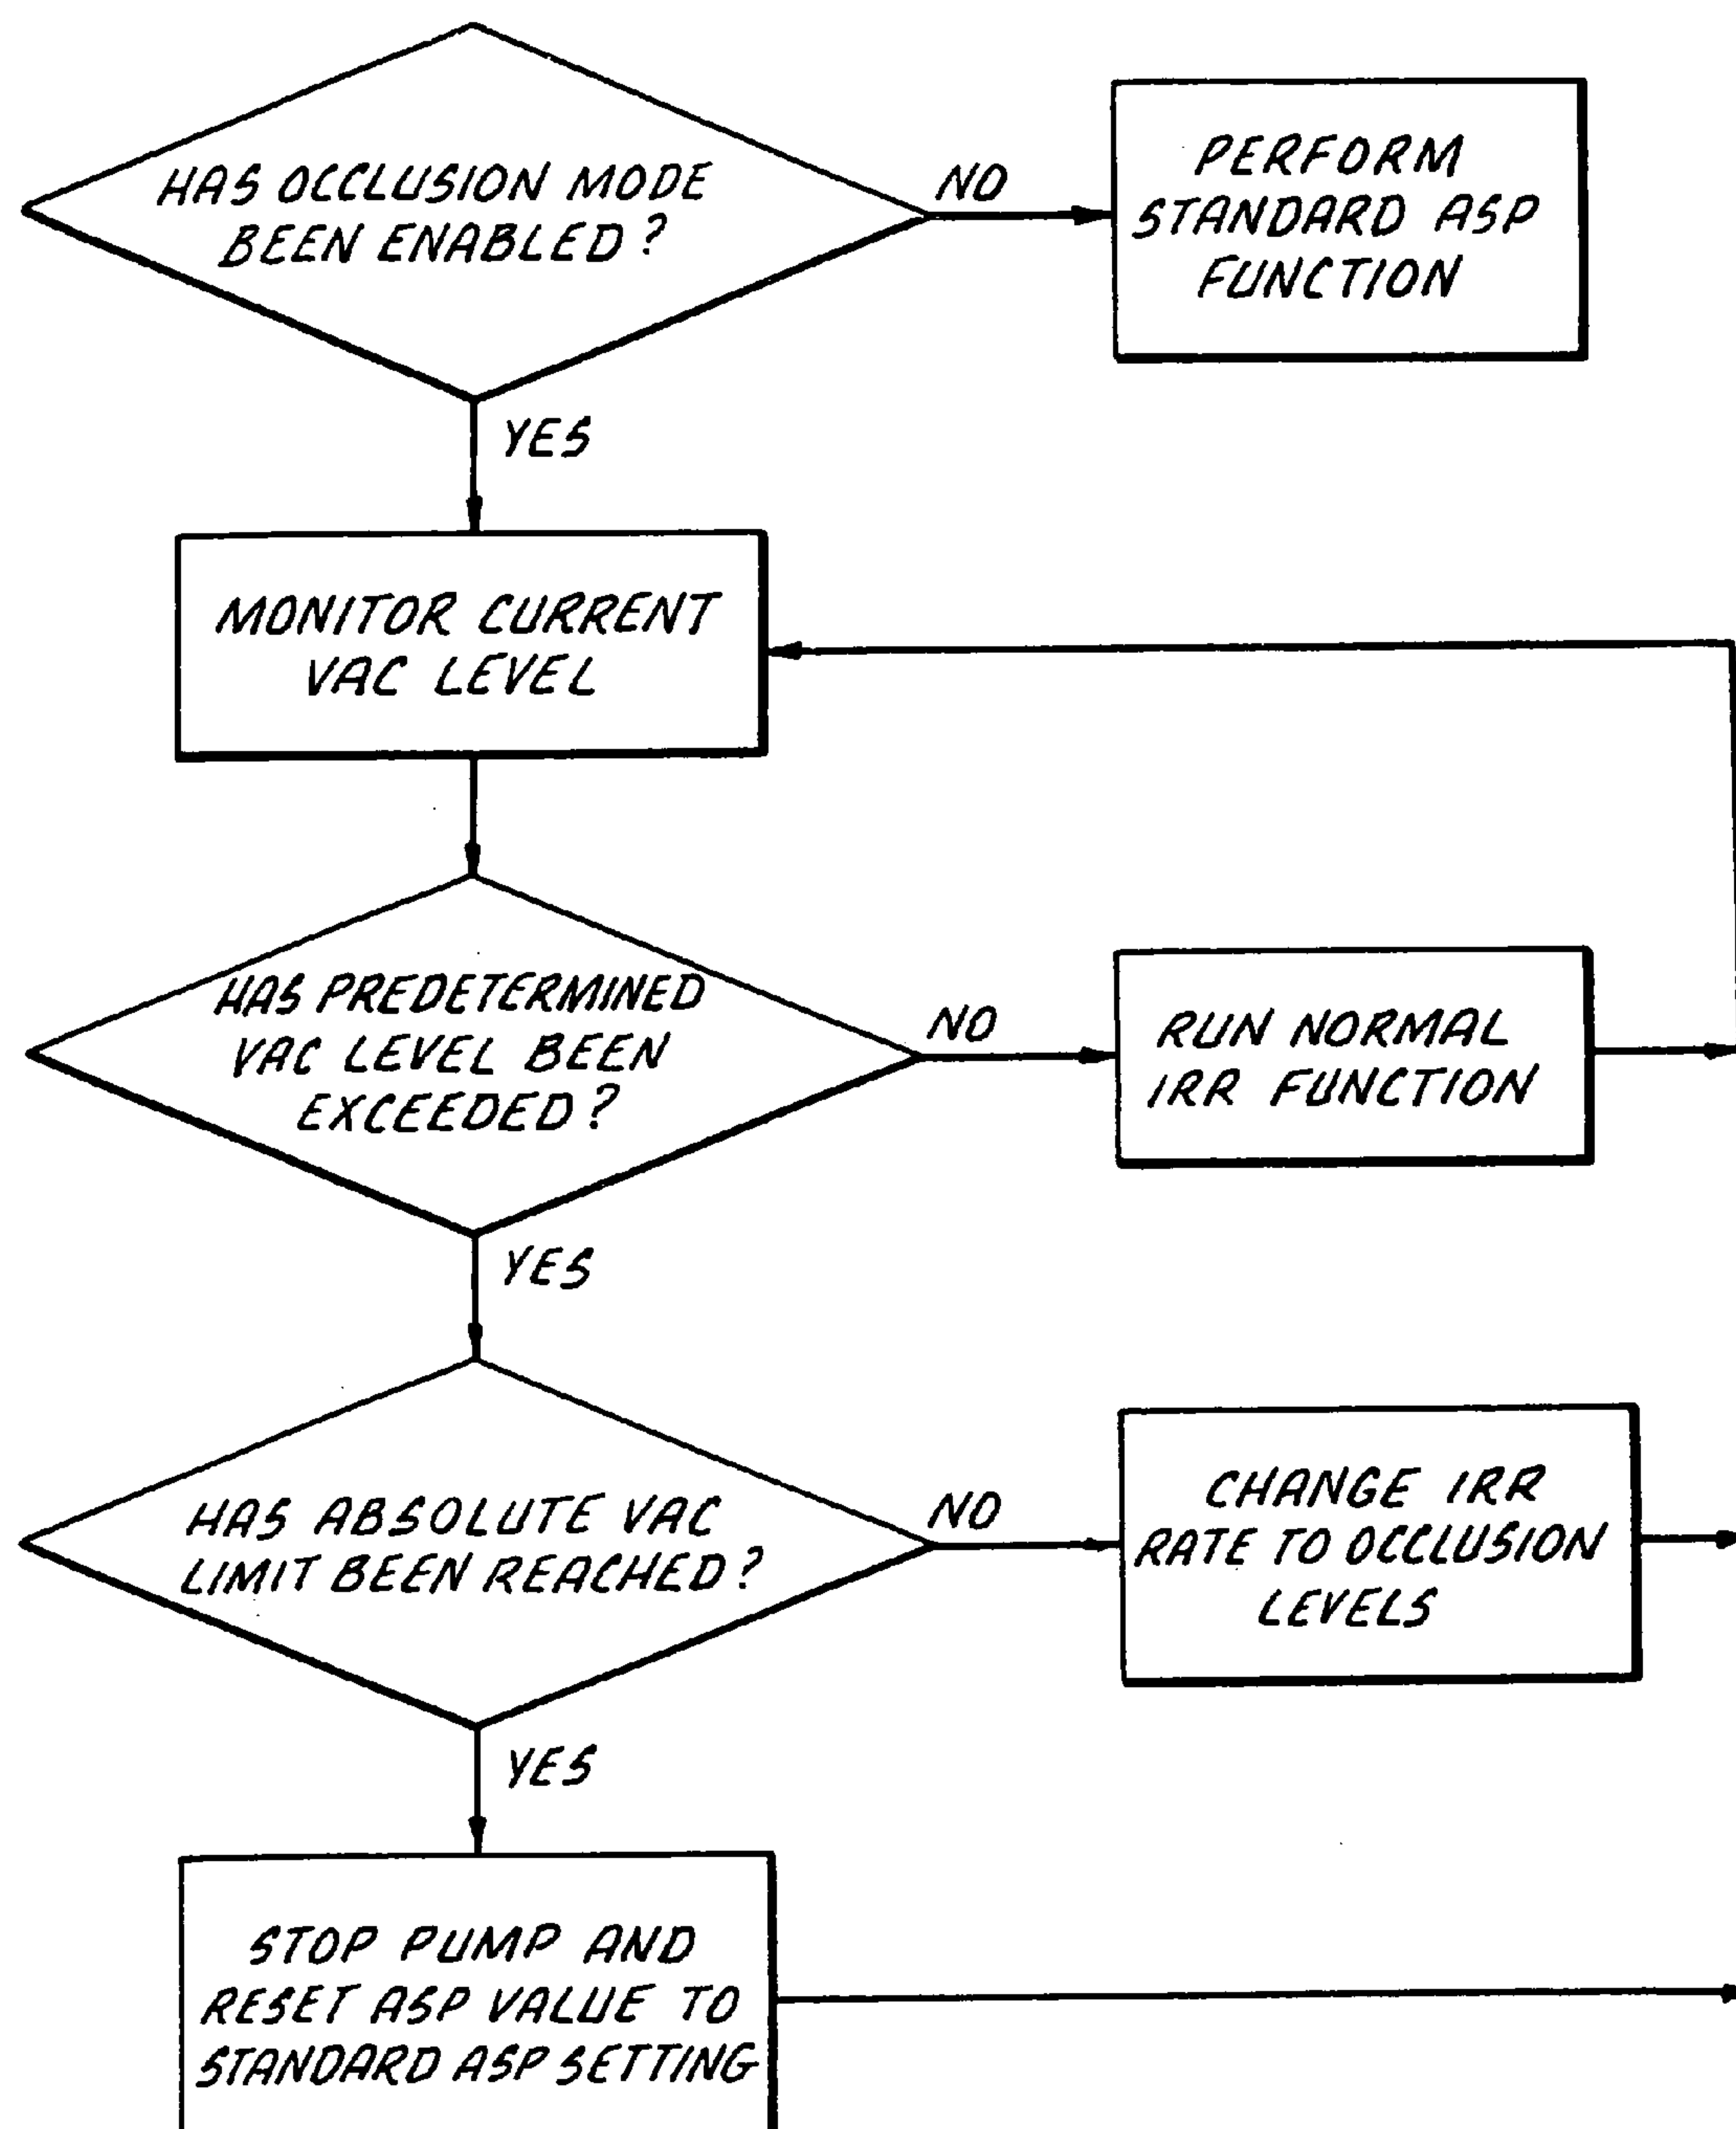 HAS OCCLUSION MODE
BEEN ENABLED?
NO
PERFORM
STANDARD ASP
FUNCTION
YES
MONITOR CURRENT
VAC LEVEL
HAS PREDETERMINED
VAC LEVEL BEEN
EXCEEDED?
NO
RUN NORMAL
IRR FUNCTION
YES
HAS ABSOLUTE VAC
LIMIT BEEN REACHED?
NO
CHANGE IRR
RATE TO OCCLUSION
LEVELS
YES
STOP PUMP AND
RESET ASP VALUE TO
STANDARD ASP SETTING